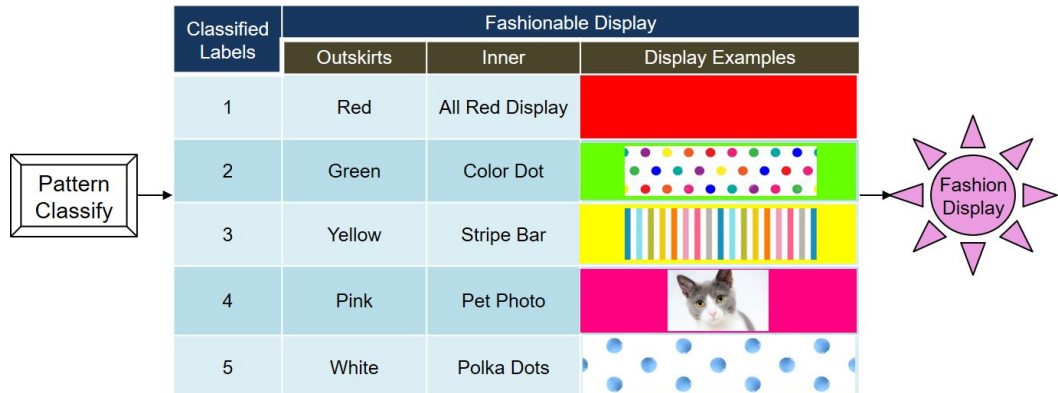 Classified Labels
Fashionable Display
Outskirts
Inner
Display Examples
1
Red
All Red Display
2
Green
Color Dot
3
Yellow
Stripe Bar
4
Pink
Pet Photo
5
White
Polka Dots
Pattern
Classify
Fashion
Display